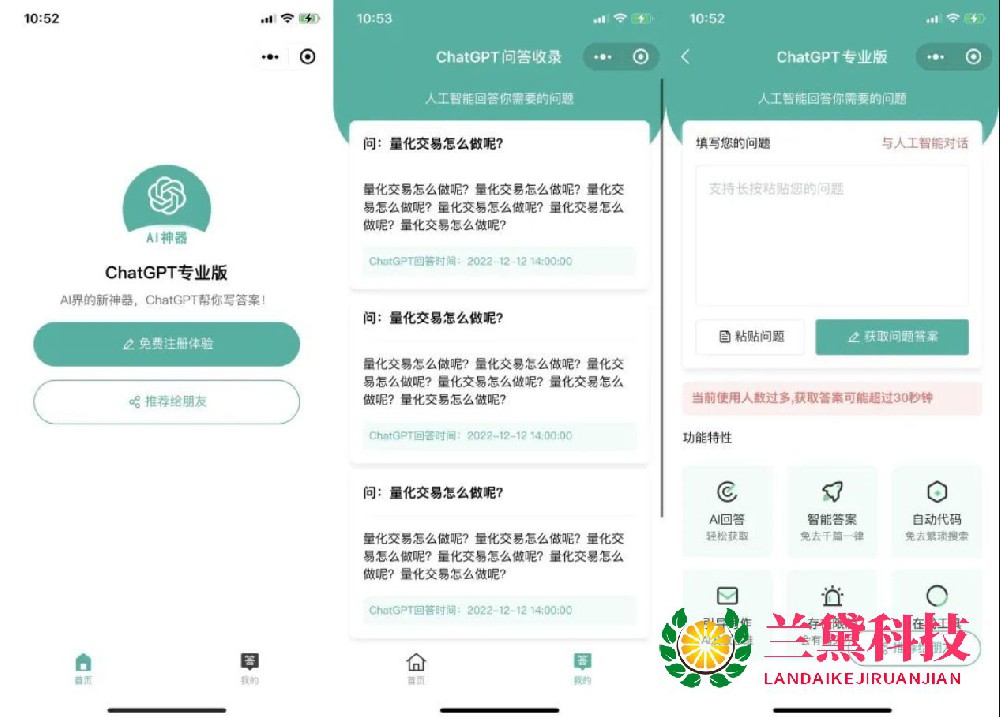 10:52
AI神器
ChatGPT专业版
AI界的新神器，ChatGPT帮你写答案！
免费注册体验
推荐给朋友
首页
答
我的
10:53
ChatGPT问答收录
人工智能回答你需要的问题
问：量化交易怎么做呢?
量化交易怎么做呢？量化交易怎么做呢？量化交
易怎么做呢？量化交易怎么做呢？量化交易怎么
做呢？量化交易怎么做呢？
ChatGPT回答时间：2022-12-12 14:00:00
问：量化交易怎么做呢?
量化交易怎么做呢？量化交易怎么做呢？量化交
易怎么做呢？量化交易怎么做呢？量化交易怎么
做呢？量化交易怎么做呢？
ChatGPT回答时间：2022-12-12 14:00:00
问：量化交易怎么做呢?
量化交易怎么做呢？量化交易怎么做呢？量化交
易怎么做呢？量化交易怎么做呢？量化交易怎么
做呢？量化交易怎么做呢？
ChatGPT回答时间：2022-12-12 14:00:00
首页
答
我的
10:52
ChatGPT专业版
人工智能回答你需要的问题
填写您的问题
与人工智能对话
支持长按粘贴您的问题
粘贴问题
获取问题答案
当前使用人数过多,获取答案可能超过30秒钟
功能特性
AI回答
轻松获取
智能答案
免去千篇一律
自动代码
免去繁琐搜索
兰黛科技
LANDAIKEJIRUANJIAN